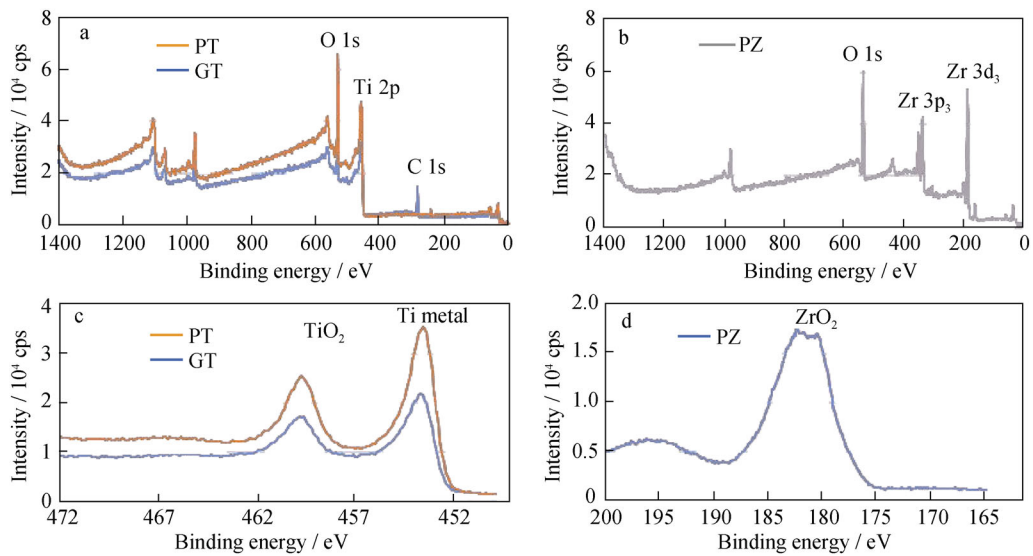 a
PT
GT
O 1s
Ti 2p
C 1s
Intensity / 10⁴ cps
8
6
4
2
0
1400
1200
1000
800
600
400
200
0
Binding energy / eV
b
PZ
O 1s
Zr 3p₃
Zr 3d₃
Intensity / 10⁴ cps
8
6
4
2
0
1400
1200
1000
800
600
400
200
0
Binding energy / eV
c
PT
GT
TiO₂
Ti metal
Intensity / 10⁴ cps
4
3
2
1
0
472
467
462
457
452
Binding energy / eV
d
PZ
ZrO₂
Intensity / 10⁴ cps
2.0
1.5
1.0
0.5
0
200
195
190
185
180
175
170
165
Binding energy / eV